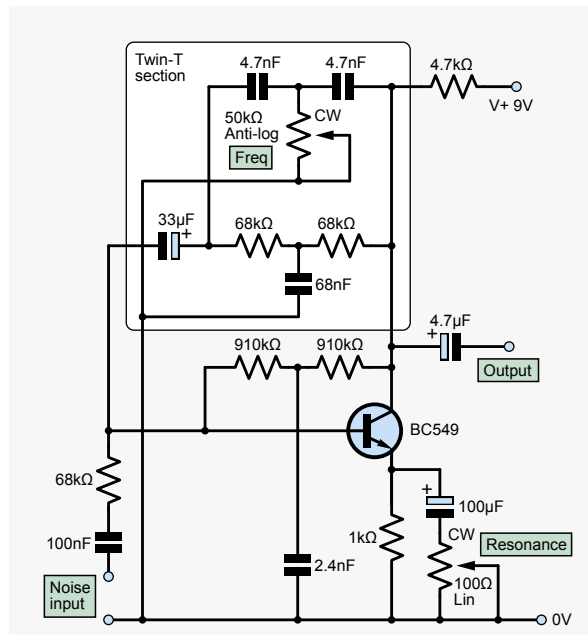 Twin-T
section
4.7nF
4.7nF
4.7kΩ
V+ 9V
50kΩ
Anti-log
CW
Freq
33µF
+
68kΩ
68kΩ
68nF
4.7µF
+
Output
910kΩ
910kΩ
BC549
68kΩ
100nF
Noise
input
2.4nF
1kΩ
+
100µF
CW
Resonance
100Ω
Lin
0V